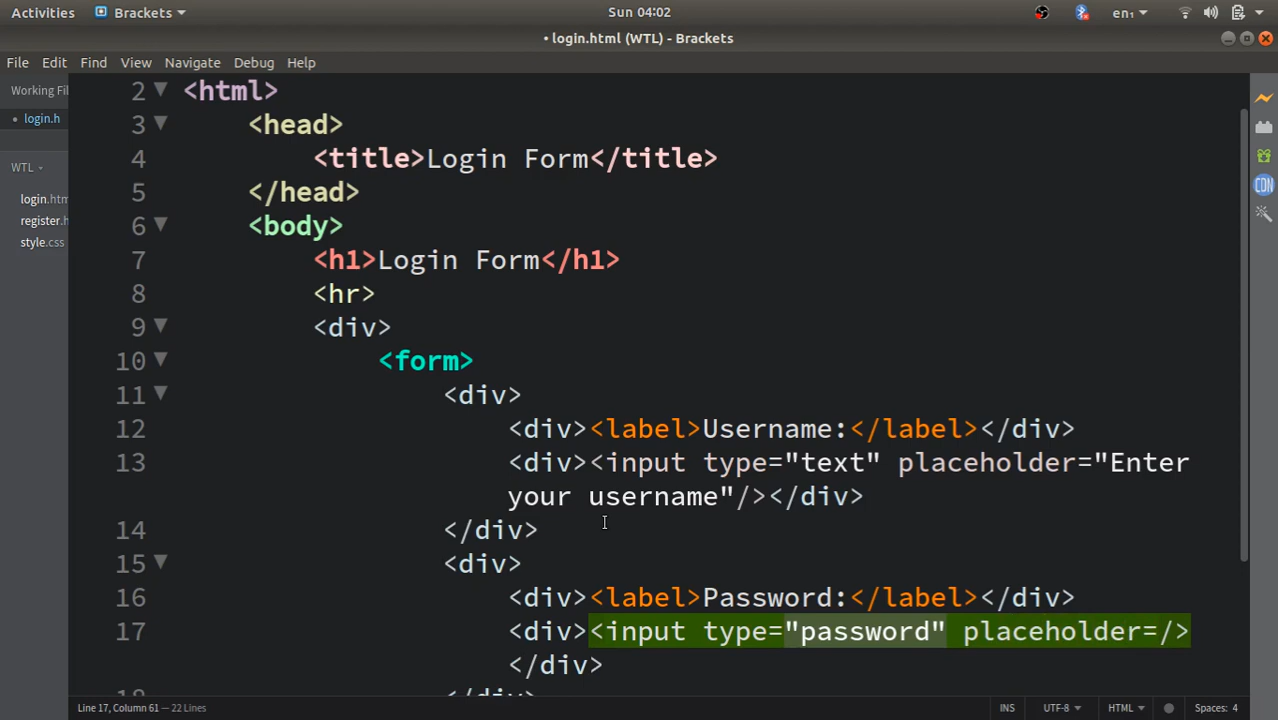 Activities Brackets Sun 04:02 en₁
• login.html (WTL) - Brackets
File Edit Find View Navigate Debug Help
Working Fil
• login.h
WTL
login.htm
register.h
style.css
2 <html>
3 <head>
4 <title>Login Form</title>
5 </head>
6 <body>
7 <h1>Login Form</h1>
8 <hr>
9 <div>
10 <form>
11 <div>
12 <div><label>Username:</label></div>
13 <div><input type="text" placeholder="Enter
your username"/></div>
14 </div>
15 <div>
16 <div><label>Password:</label></div>
17 <div><input type="password" placeholder=/>
</div>
18 </div>
Line 17, Column 61 — 22 Lines INS UTF-8 HTML Spaces: 4
CDN